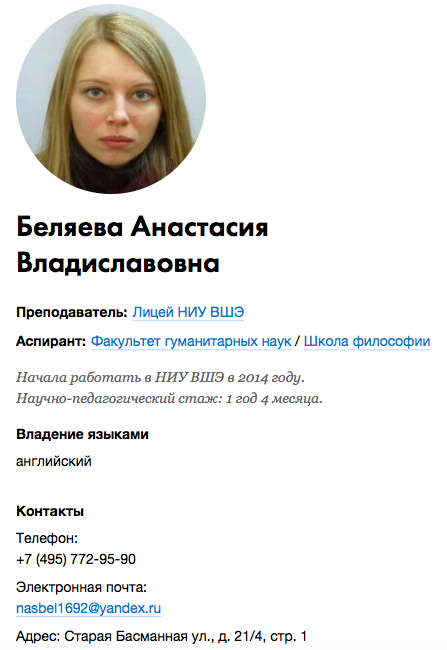 Беляева Анастасия
Владиславовна
Преподаватель: Лицей НИУ ВШЭ
Аспирант: Факультет гуманитарных наук / Школа философии
Начала работать в НИУ ВШЭ в 2014 году.
Научно-педагогический стаж: 1 год 4 месяца.
Владение языками
английский
Контакты
Телефон:
+7 (495) 772-95-90
Электронная почта:
nasbel1692@yandex.ru
Адрес: Старая Басманная ул., д. 21/4, стр. 1